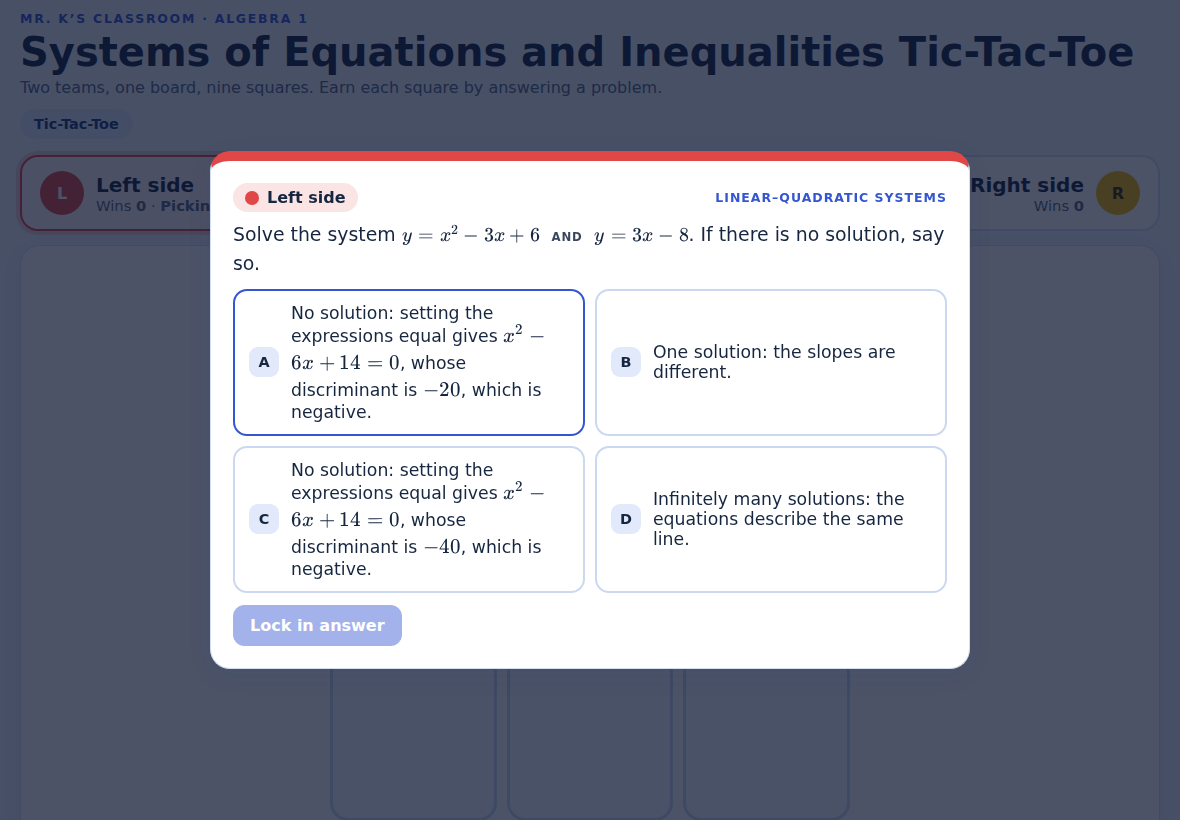 MR. K'S CLASSROOM · ALGEBRA 1
Systems of Equations and Inequalities Tic-Tac-Toe
Two teams, one board, nine squares. Earn each square by answering a problem.
Tic-Tac-Toe
L
Left side
Wins 0 · Pickin
Right side
Wins 0
R
Left side
LINEAR–QUADRATIC SYSTEMS
Solve the system y = x² − 3x + 6 AND y = 3x − 8. If there is no solution, say
so.
A
No solution: setting the
expressions equal gives x² −
6x + 14 = 0, whose
discriminant is −20, which is
negative.
B
One solution: the slopes are
different.
C
No solution: setting the
expressions equal gives x² −
6x + 14 = 0, whose
discriminant is −40, which is
negative.
D
Infinitely many solutions: the
equations describe the same
line.
Lock in answer